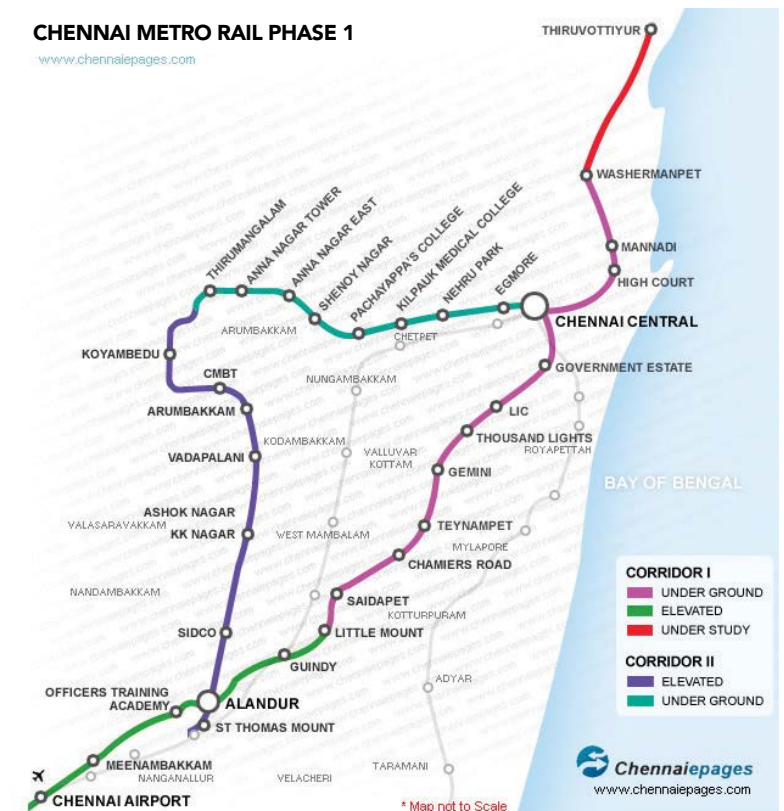 CHENNAI METRO RAIL PHASE 1
www.chennaiepages.com
THIRUVOTTIYUR
WASHERMANPET
MANNADI
HIGH COURT
THIRUMANGALAM
ANNA NAGAR TOWER
ANNA NAGAR EAST
SHENOY NAGAR
PACHAYAPPA'S COLLEGE
KILPAUK MEDICAL COLLEGE
NEHRU PARK
EGMORE
CHENNAI CENTRAL
ARUMBAKKAM
CHETPET
KOYAMBEDU
CMBT
ARUMBAKKAM
NUNGAMBAKKAM
GOVERNMENT ESTATE
LIC
THOUSAND LIGHTS
ROYAPETTAH
KODAMBAKKAM
VALLUVAR
KOTTAM
VADAPALANI
GEMINI
BAY OF BENGAL
ASHOK NAGAR
KK NAGAR
VALASARAVAKKAM
WEST MAMBALAM
TEYNAMPET
MYLAPORE
CHAMIERS ROAD
NANDAMBAKKAM
SAIDAPET
KOTTURPURAM
SIDCO
LITTLE MOUNT
GUINDY
ADYAR
OFFICERS TRAINING
ACADEMY
ALANDUR
ST THOMAS MOUNT
MEENAMBAKKAM
NANGANALLUR
VELACHERI
TARAMANI
CHENNAI AIRPORT
* Map not to Scale
CORRIDOR I
UNDER GROUND
ELEVATED
UNDER STUDY
CORRIDOR II
ELEVATED
UNDER GROUND
Chennaiepages
www.chennaiepages.com